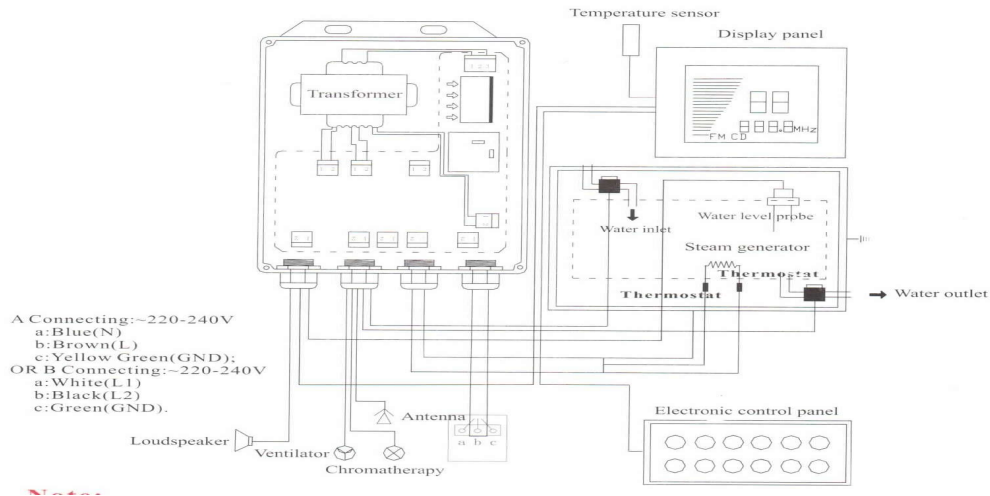 Temperature sensor
Display panel
Transformer
FM CD
MHz
Water level probe
Water inlet
Steam generator
Thermostat
Thermostat
Water outlet
A Connecting:~220-240V
a:Blue(N)
b:Brown(L)
c:Yellow Green(GND);
OR B Connecting:~220-240V
a:White(L1)
b:Black(L2)
c:Green(GND).
Antenna
a b c
Electronic control panel
Loudspeaker
Ventilator
Chromatherapy
Note: